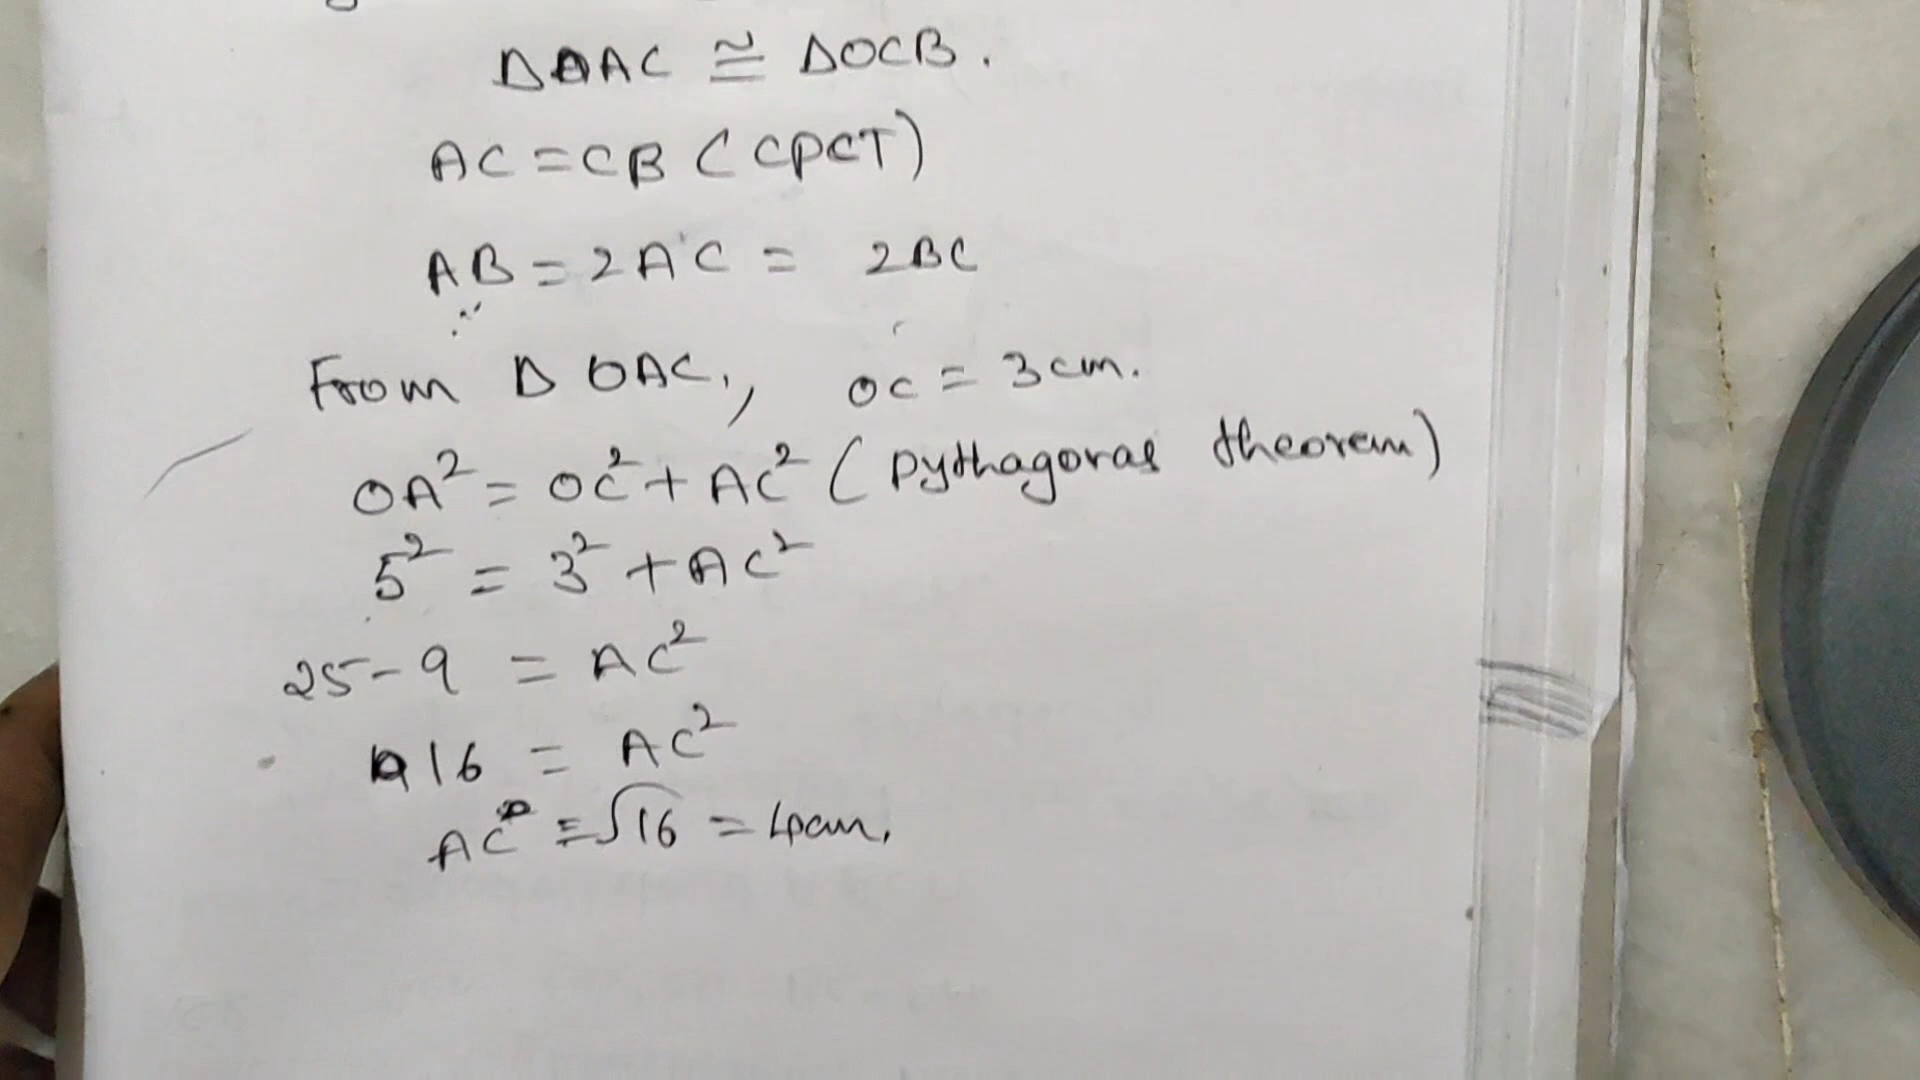 ΔOAC ≅ ΔOCB.
AC = CB (CPCT)
AB = 2AC = 2BC
From Δ OAC, OC = 3cm.
OA² = OC² + AC² (pythagoras theorem)
5² = 3² + AC²
25 - 9 = AC²
16 = AC²
AC = √16 = 4cm.